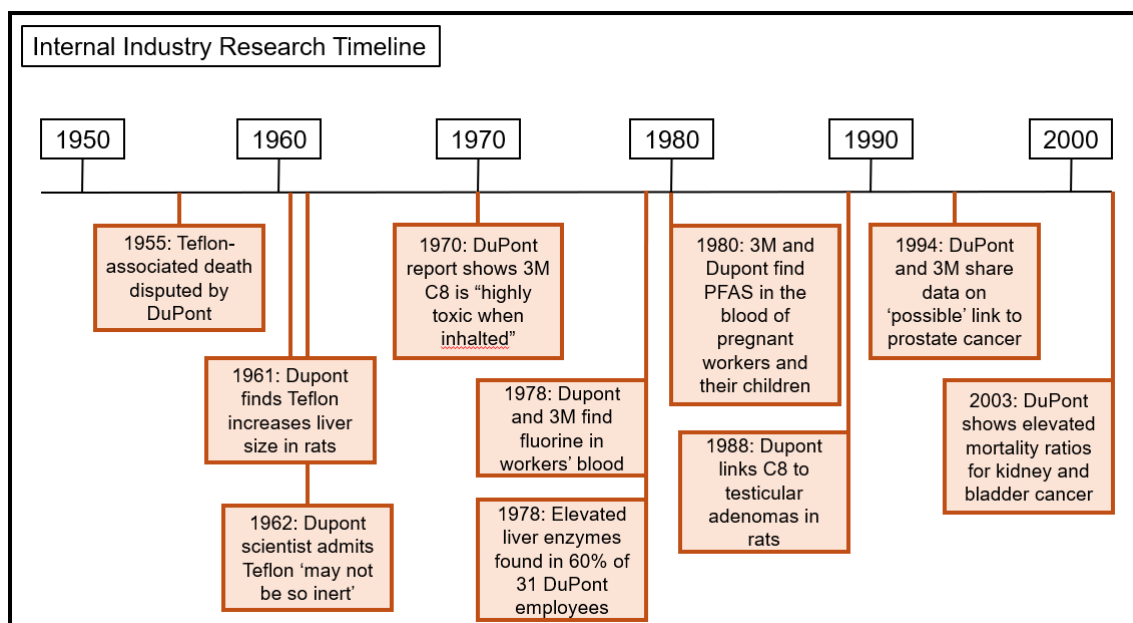 Internal Industry Research Timeline
1950
1960
1970
1980
1990
2000
1955: Teflon-
associated death
disputed by
DuPont
1961: Dupont
finds Teflon
increases liver
size in rats
1962: Dupont
scientist admits
Teflon ‘may not
be so inert’
1970: DuPont
report shows 3M
C8 is “highly
toxic when
inhalted”
1978: Dupont
and 3M find
fluorine in
workers’ blood
1978: Elevated
liver enzymes
found in 60% of
31 DuPont
employees
1980: 3M and
Dupont find
PFAS in the
blood of
pregnant
workers and
their children
1988: Dupont
links C8 to
testicular
adenomas in
rats
1994: DuPont
and 3M share
data on
‘possible’ link to
prostate cancer
2003: DuPont
shows elevated
mortality ratios
for kidney and
bladder cancer